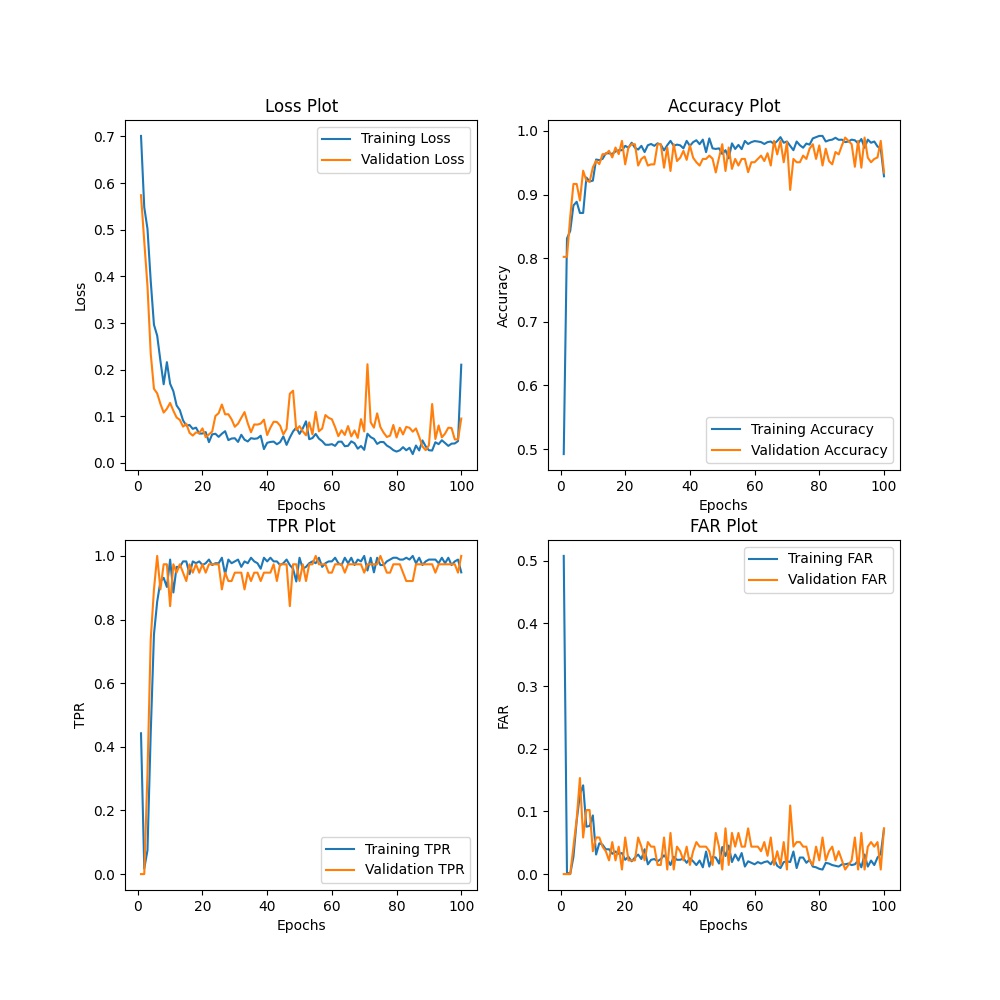 Loss Plot
0.7
0.6
0.5
0.4
0.3
0.2
0.1
0.0
Loss
Training Loss
Validation Loss
0 20 40 60 80 100
Epochs
Accuracy Plot
1.0
0.9
0.8
0.7
0.6
0.5
Accuracy
Training Accuracy
Validation Accuracy
0 20 40 60 80 100
Epochs
TPR Plot
1.0
0.8
0.6
0.4
0.2
0.0
TPR
Training TPR
Validation TPR
0 20 40 60 80 100
Epochs
FAR Plot
0.5
0.4
0.3
0.2
0.1
0.0
FAR
Training FAR
Validation FAR
0 20 40 60 80 100
Epochs